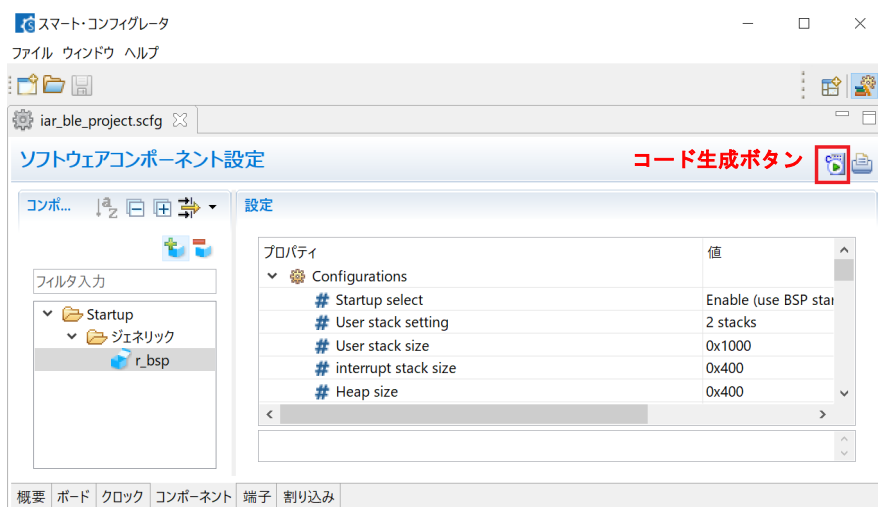 スマート・コンフィグレータ
ファイル ウィンドウ ヘルプ
iar_ble_project.scfg
ソフトウェアコンポーネント設定
コード生成ボタン
コンポ...
設定
フィルタ入力
Startup
ジェネリック
r_bsp
プロパティ 値
Configurations
Startup select Enable (use BSP star
User stack setting 2 stacks
User stack size 0x1000
interrupt stack size 0x400
Heap size 0x400
概要 ボード クロック コンポーネント 端子 割り込み